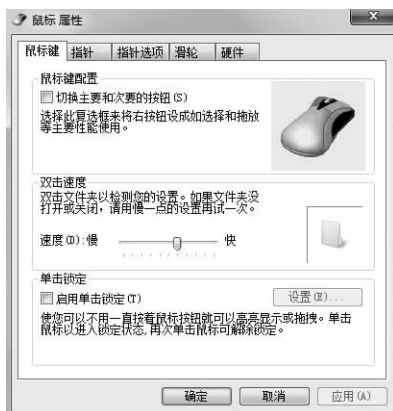 鼠标 属性
鼠标键 指针 指针选项 滑轮 硬件
鼠标键配置
切换主要和次要的按钮(S)
选择此复选框来将右按钮设成如选择和拖放
等主要性能使用。
双击速度
双击文件夹以检测您的设置。如果文件夹没
打开或关闭，请用慢一点的设置再试一次。
速度(D):慢 快
单击锁定
启用单击锁定(T) 设置(E)...
使您可以不用一直按着鼠标按钮就可以高亮显示或拖拽。单击
鼠标以进入锁定状态,再次单击鼠标可解除锁定。
确定 取消 应用(A)